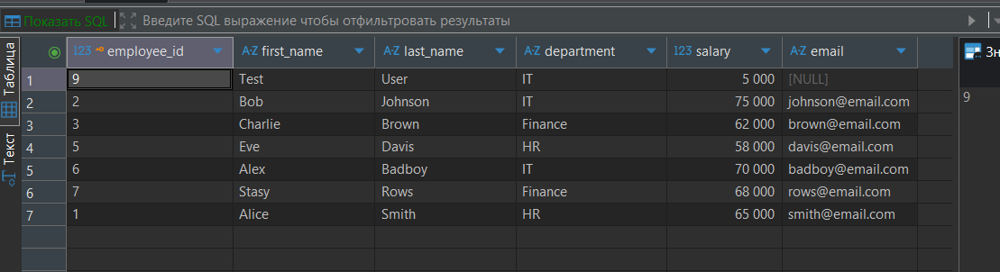 Показать SQL Введите SQL выражение чтобы отфильтровать результаты
Таблица
Текст
123 employee_id A-Z first_name A-Z last_name A-Z department 123 salary A-Z email
1 9 Test User IT 5 000 [NULL]
2 2 Bob Johnson IT 75 000 johnson@email.com
3 3 Charlie Brown Finance 62 000 brown@email.com
4 5 Eve Davis HR 58 000 davis@email.com
5 6 Alex Badboy IT 70 000 badboy@email.com
6 7 Stasy Rows Finance 68 000 rows@email.com
7 1 Alice Smith HR 65 000 smith@email.com
9